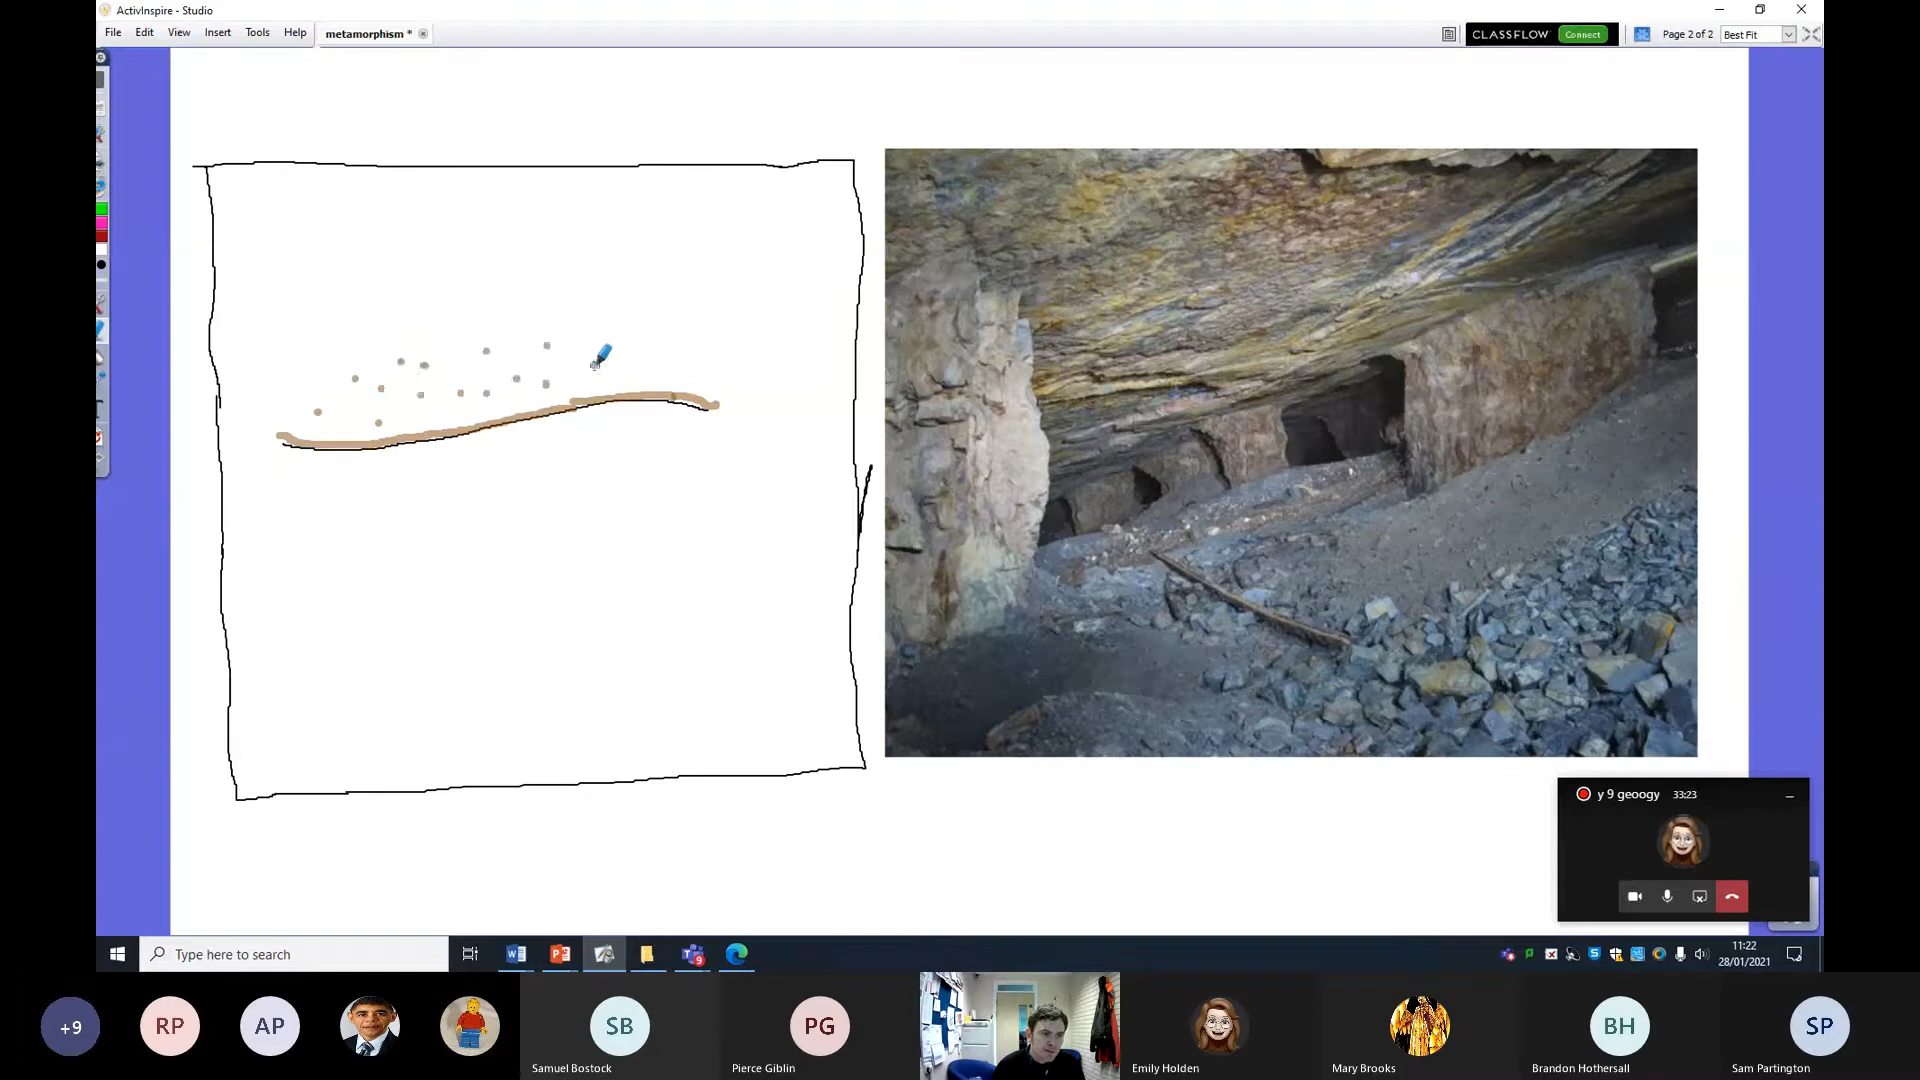 ActivInspire - Studio
File Edit View Insert Tools Help metamorphism *
CLASSFLOW Connect Page 2 of 2 Best Fit
y 9 geoogy 33:23
Type here to search
9
11:22
28/01/2021
+9 RP AP SB PG BH SP
Samuel Bostock Pierce Giblin Emily Holden Mary Brooks Brandon Hothersall Sam Partington